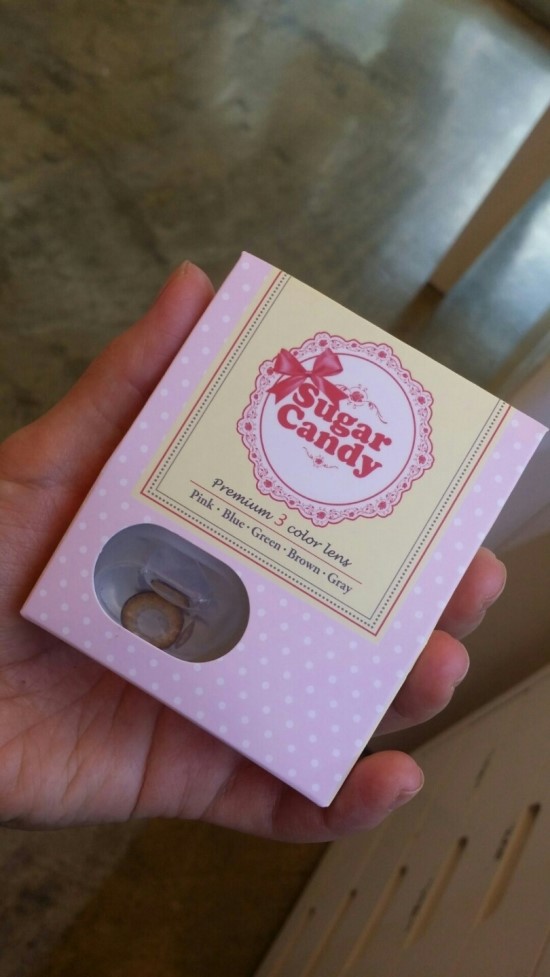 Sugar
Candy
Premium 3 color lens
Pink · Blue · Green · Brown · Gray